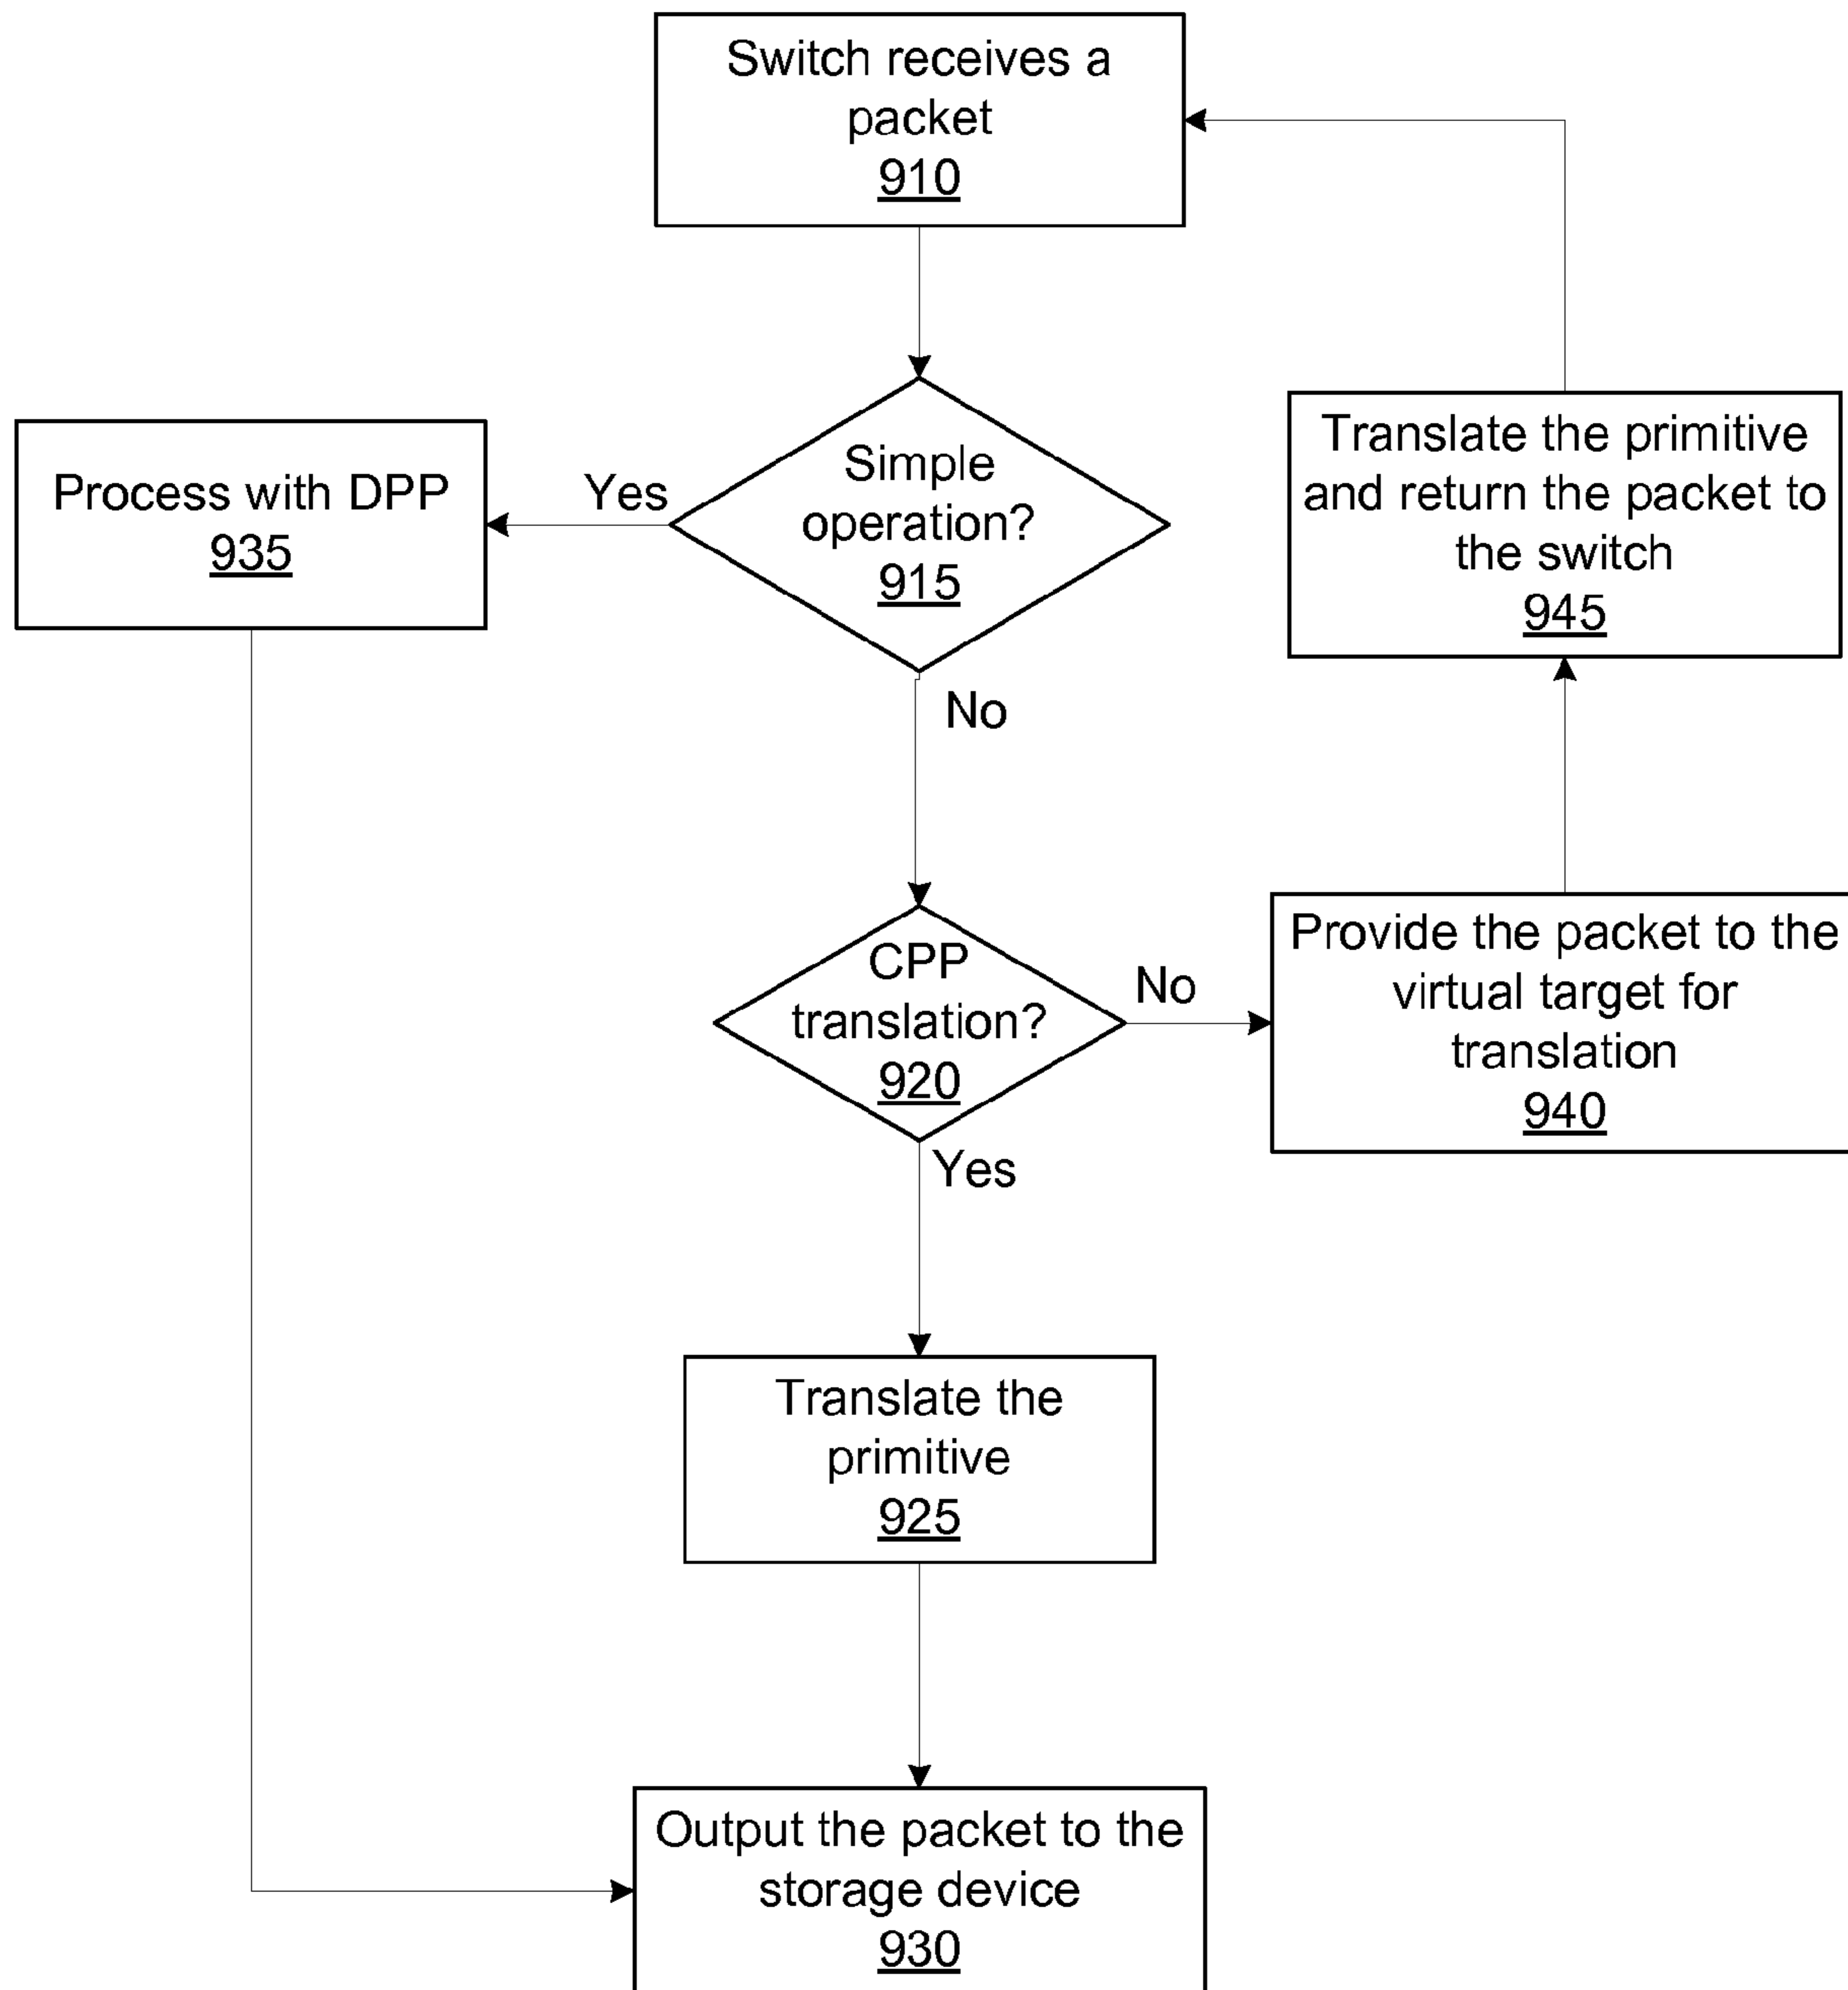 Switch receives a
packet
910
Simple
operation?
915
Yes
Process with DPP
935
No
CPP
translation?
920
No
Provide the packet to the
virtual target for
translation
940
Translate the primitive
and return the packet to
the switch
945
Yes
Translate the
primitive
925
Output the packet to the
storage device
930